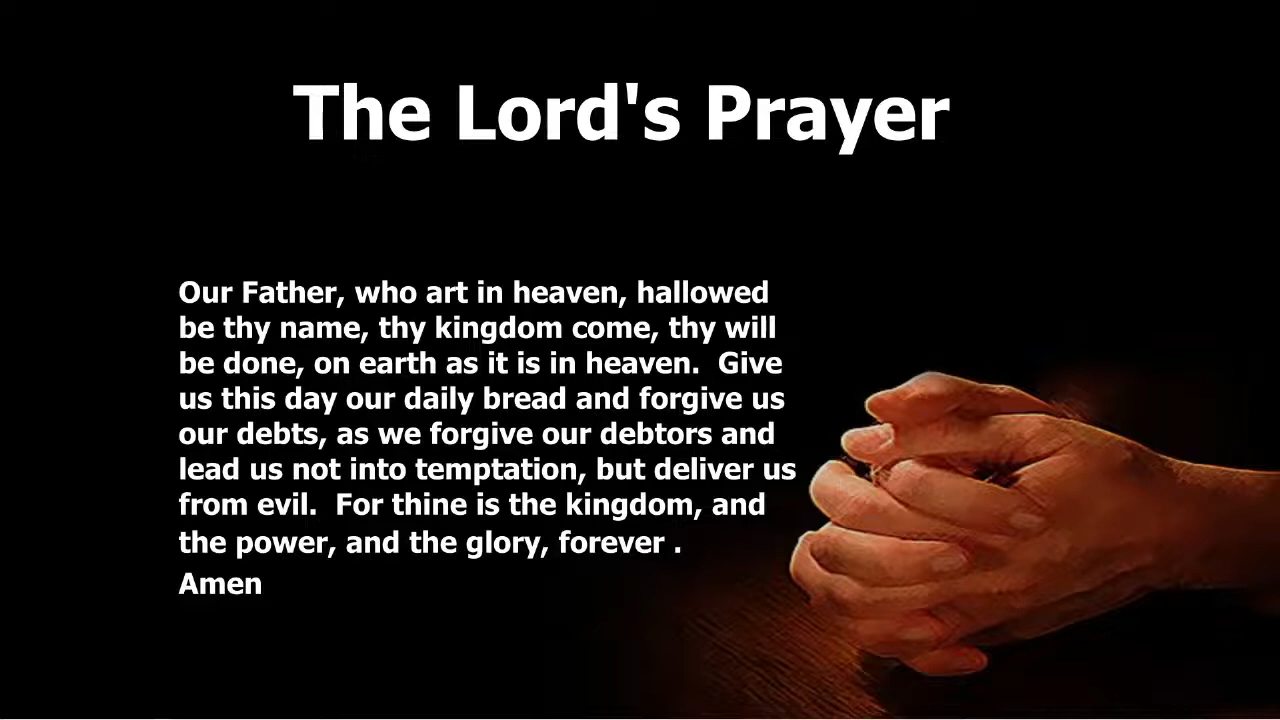 The Lord's Prayer
Our Father, who art in heaven, hallowed
be thy name, thy kingdom come, thy will
be done, on earth as it is in heaven.  Give
us this day our daily bread and forgive us
our debts, as we forgive our debtors and
lead us not into temptation, but deliver us
from evil.  For thine is the kingdom, and
the power, and the glory, forever .
Amen